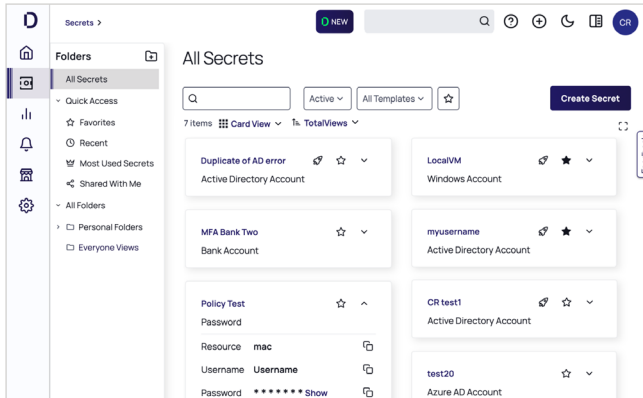 Secrets >
D NEW
CR
Folders
All Secrets
Quick Access
Favorites
Recent
Most Used Secrets
Shared With Me
All Folders
Personal Folders
Everyone Views
All Secrets
Active
All Templates
Create Secret
7 items Card View TotalViews
Duplicate of AD error
Active Directory Account
LocalVM
Windows Account
MFA Bank Two
Bank Account
myusername
Active Directory Account
Policy Test
Password
Resource mac
Username Username
Password * * * * * * * Show
CR test1
Active Directory Account
test20
Azure AD Account